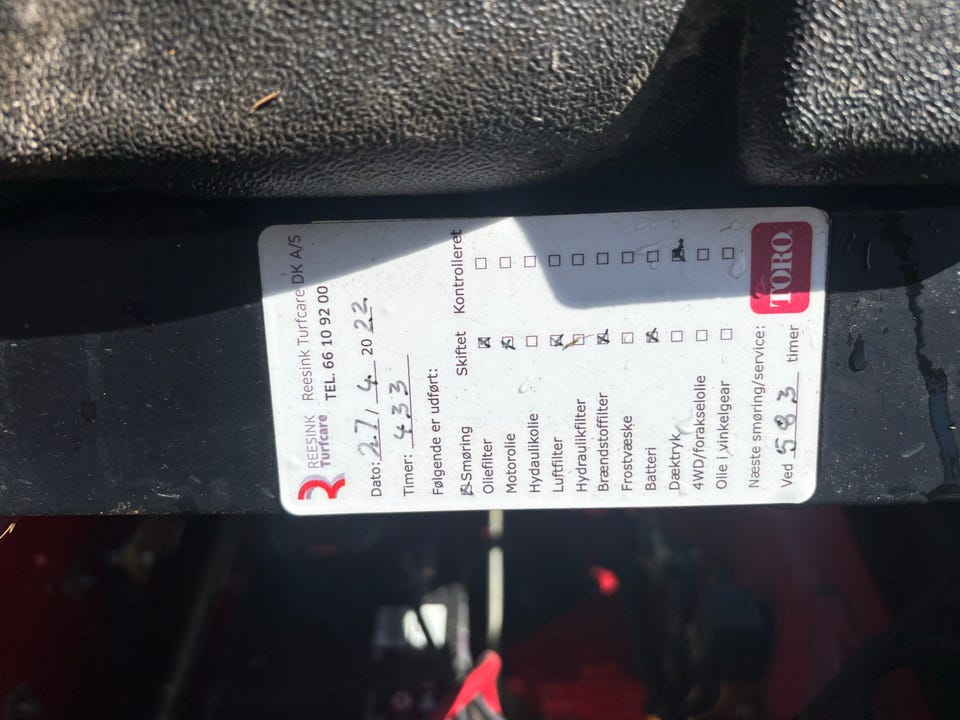 REESINK
Turfcare
Reesink Turfcare DK A/S
TEL. 66 10 92 00
Dato: 27/4 2022
Timer: 433
Følgende er udført:
Smøring Skiftet Kontrolleret
Oliefilter
Motorolie
Hydaulikolie
Luftfilter
Hydraulikfilter
Brændstoffilter
Frostvæske
Batteri
Dæktryk
4WD/forakselolie
Olie i vinkelgear
Næste smøring/service:
Ved 583 timer
TORO